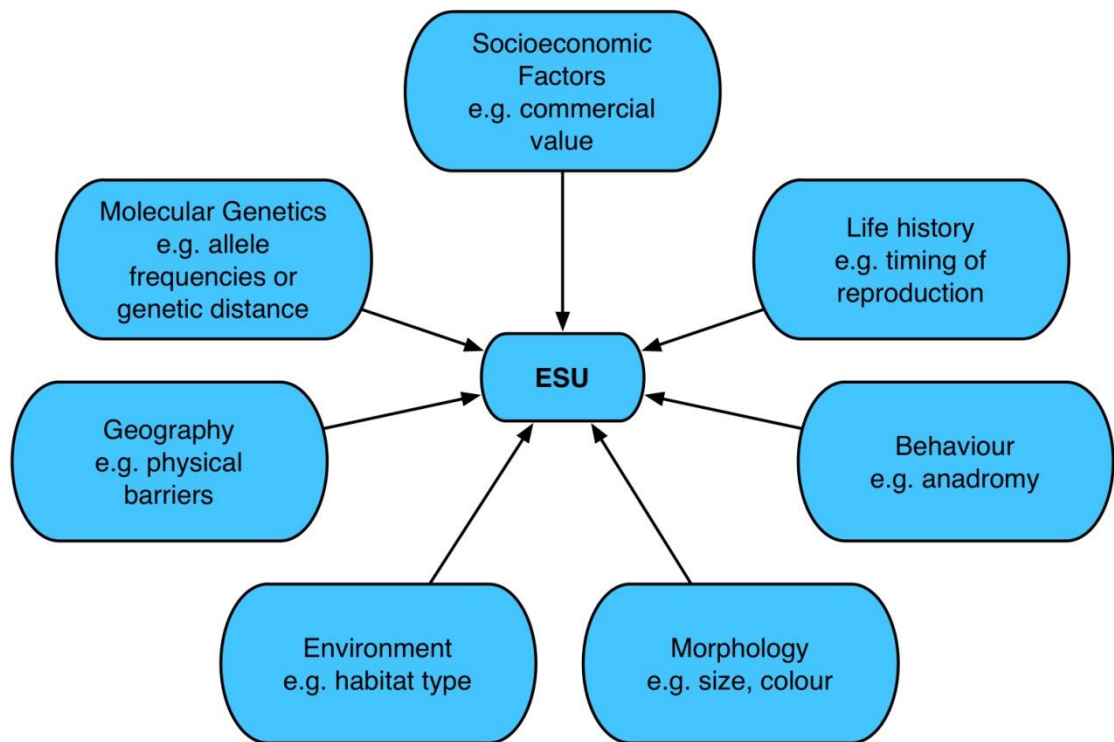 Socioeconomic
Factors
e.g. commercial
value
Molecular Genetics
e.g. allele
frequencies or
genetic distance
Life history
e.g. timing of
reproduction
ESU
Geography
e.g. physical
barriers
Behaviour
e.g. anadromy
Environment
e.g. habitat type
Morphology
e.g. size, colour